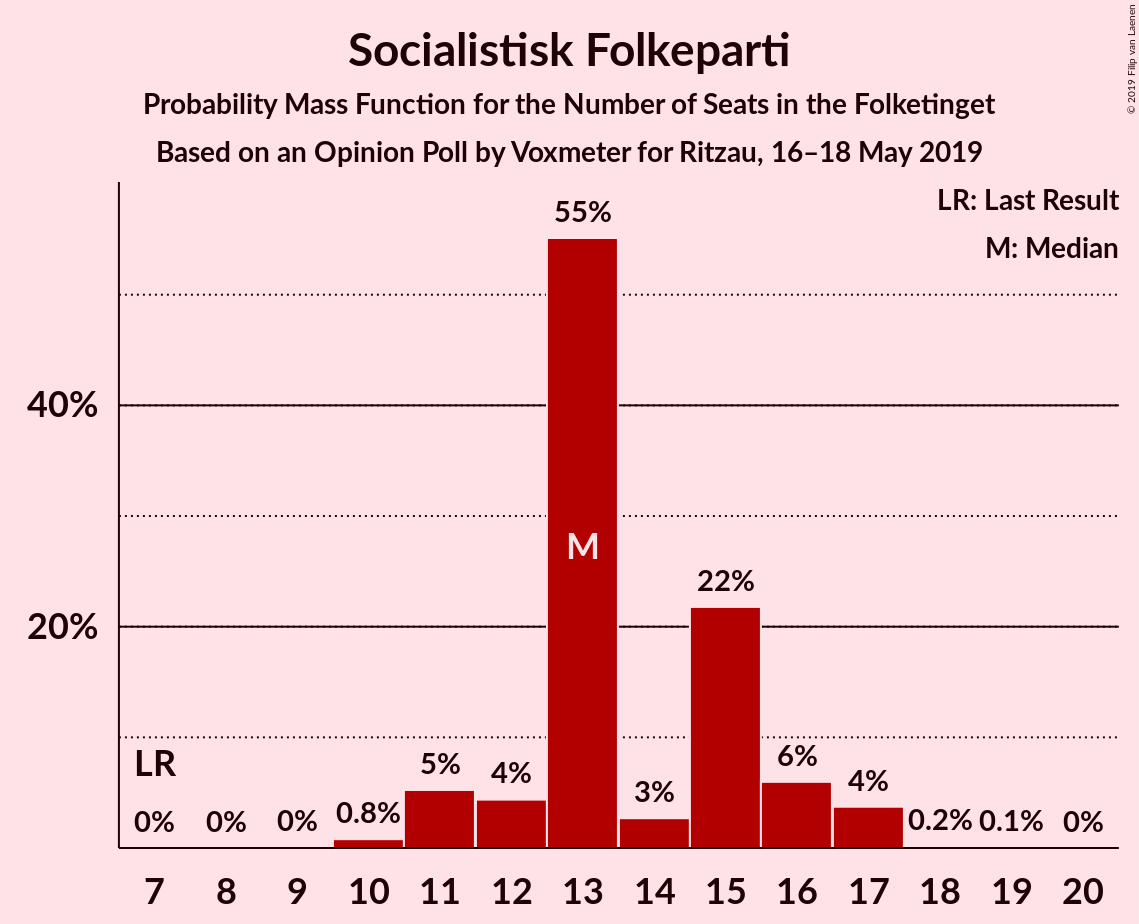 Socialistisk Folkeparti
Probability Mass Function for the Number of Seats in the Folketinget
Based on an Opinion Poll by Voxmeter for Ritzau, 16–18 May 2019
© 2019 Filip van Laenen
LR: Last Result
M: Median
55%
40%
M
22%
20%
LR
0%
0%
0%
0.8%
5%
4%
3%
6%
4%
0.2%
0.1%
0%
7 8 9 10 11 12 13 14 15 16 17 18 19 20